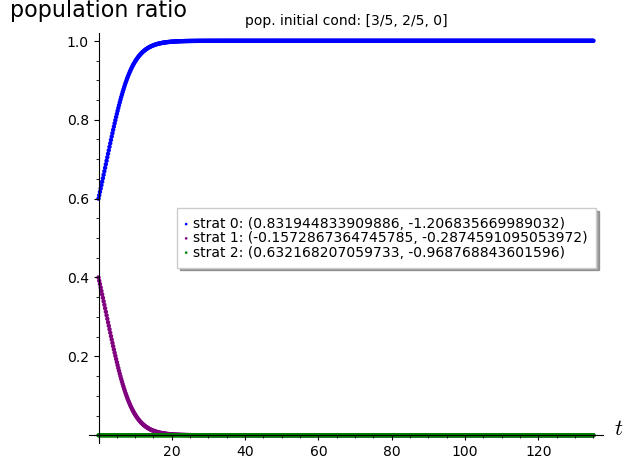 population ratio
pop. initial cond: [3/5, 2/5, 0]
1.0
0.8
0.6
strat 0: (0.831944833909886, -1.206835669989032)
strat 1: (-0.1572867364745785, -0.2874591095053972)
strat 2: (0.632168207059733, -0.968768843601596)
0.4
0.2
t
20 40 60 80 100 120